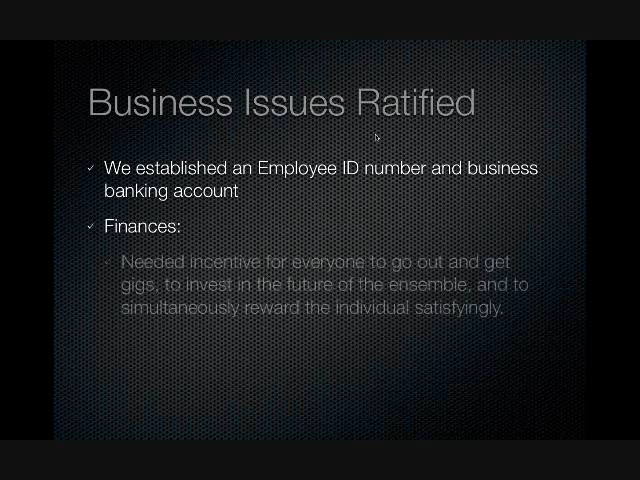 Business Issues Ratified
We established an Employee ID number and business
banking account
Finances:
Needed incentive for everyone to go out and get
gigs, to invest in the future of the ensemble, and to
simultaneously reward the individual satisfyingly.